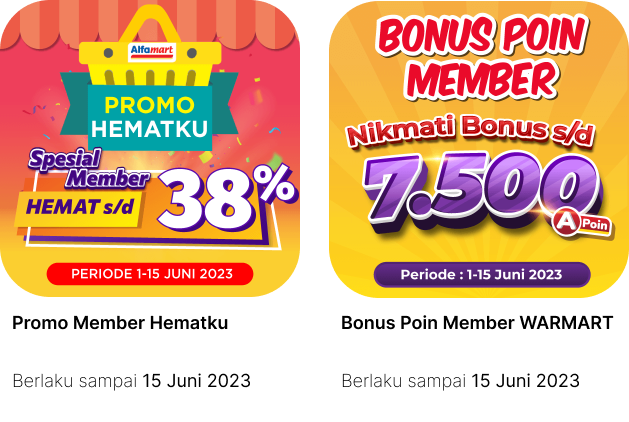 Alfamart
PROMO
HEMATKU
Spesial
Member
HEMAT s/d
38%
PERIODE 1-15 JUNI 2023
Promo Member Hematku
Berlaku sampai 15 Juni 2023
BONUS POIN
MEMBER
Nikmati Bonus s/d
7.500
A Poin
Periode : 1-15 Juni 2023
Bonus Poin Member WARMART
Berlaku sampai 15 Juni 2023